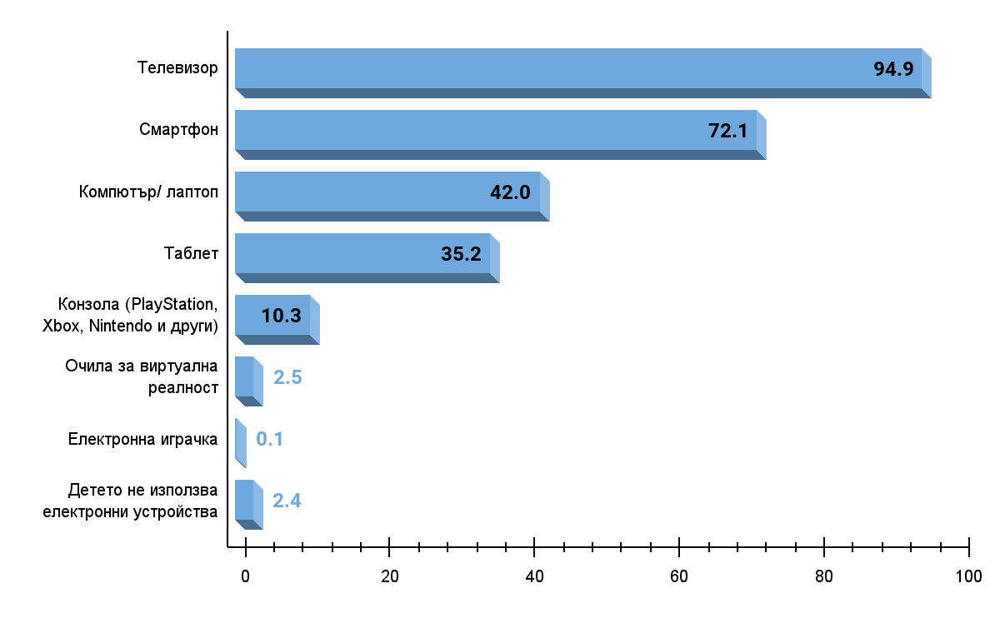 Телевизор
94.9
Смартфон
72.1
Компютър/ лаптоп
42.0
Таблет
35.2
Конзола (PlayStation,
Xbox, Nintendo и други)
10.3
Очила за виртуална
реалност
2.5
Електронна играчка
0.1
Детето не използва
електронни устройства
2.4
0 20 40 60 80 100